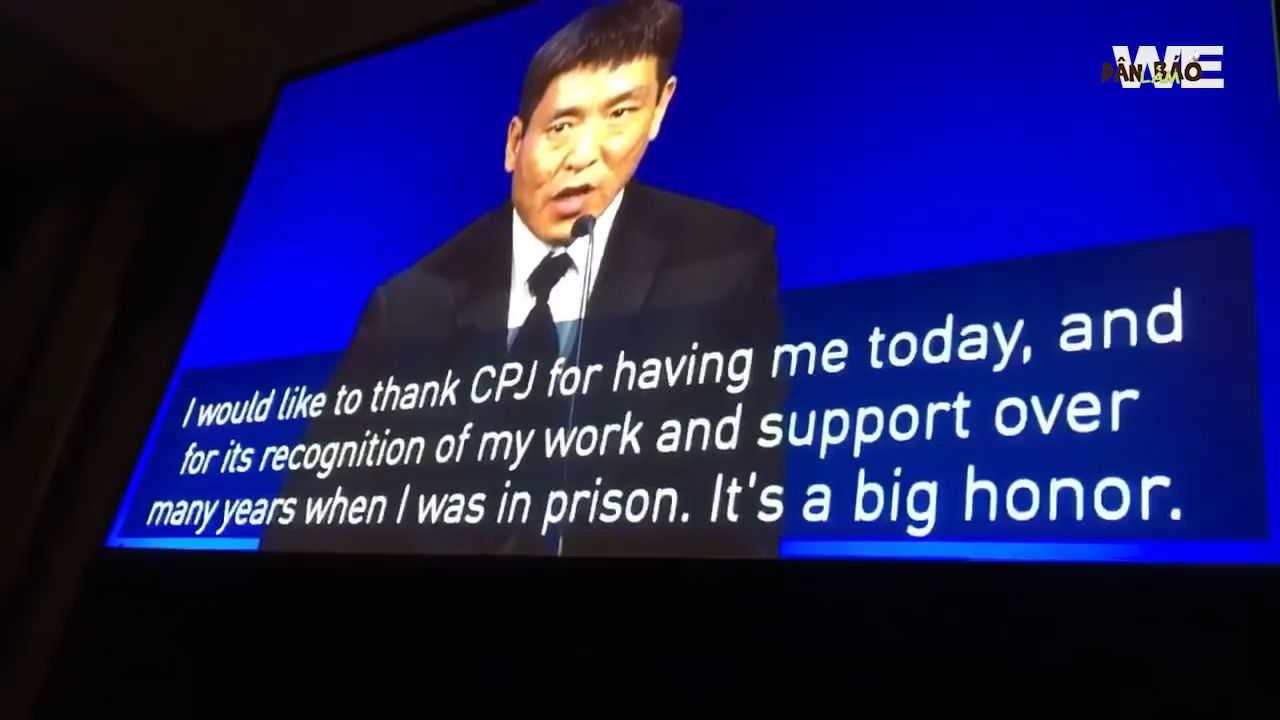 WE
DÂN LÀM BÁO
I would like to thank CPJ for having me today, and
for its recognition of my work and support over
many years when I was in prison. It's a big honor.